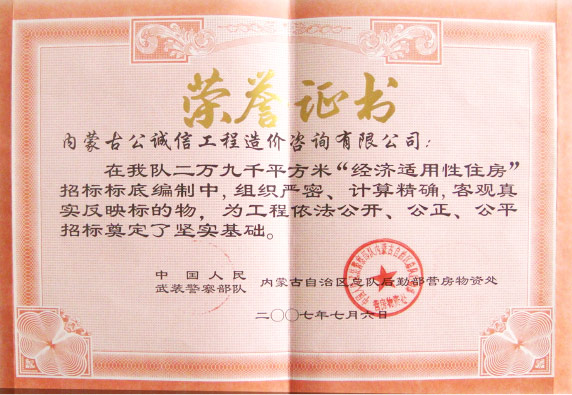 荣誉证书
内蒙古公诚信工程造价咨询有限公司:
在我队二万九千平方米“经济适用性住房”
招标标底编制中,组织严密、计算精确,客观真
实反映标的物,为工程依法公开、公正、公平
招标奠定了坚实基础。
中国人民
武装警察部队 内蒙古自治区总队后勤部营房物资处
二〇〇七年七月六日
营房物资处